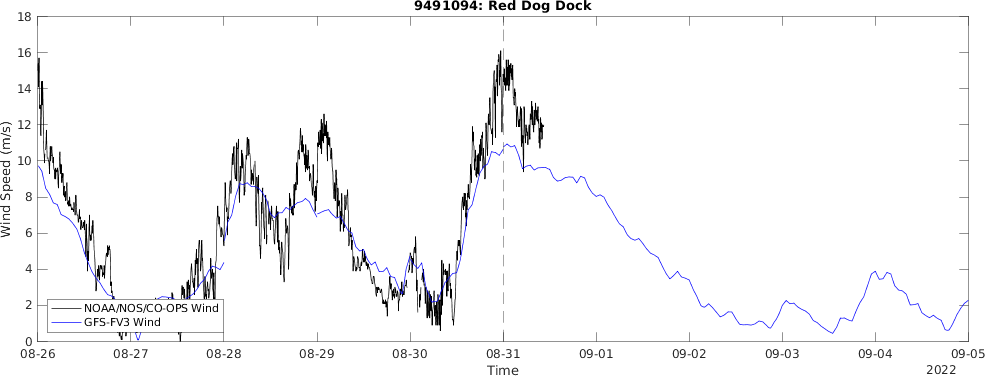 9491094: Red Dog Dock
18
16
14
12
10
8
6
4
2
0
Wind Speed (m/s)
NOAA/NOS/CO-OPS Wind
GFS-FV3 Wind
08-26 08-27 08-28 08-29 08-30 08-31 09-01 09-02 09-03 09-04 09-05
Time
2022